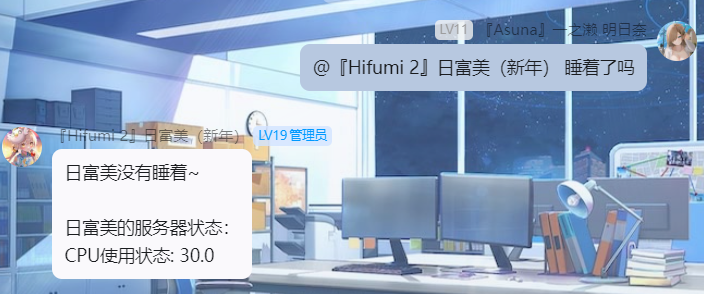 LV11 『Asuna』一之濑 明日奈
@『Hifumi 2』日富美（新年） 睡着了吗
『Hifumi 2』日富美（新年） LV19 管理员
日富美没有睡着~
日富美的服务器状态:
CPU使用状态: 30.0